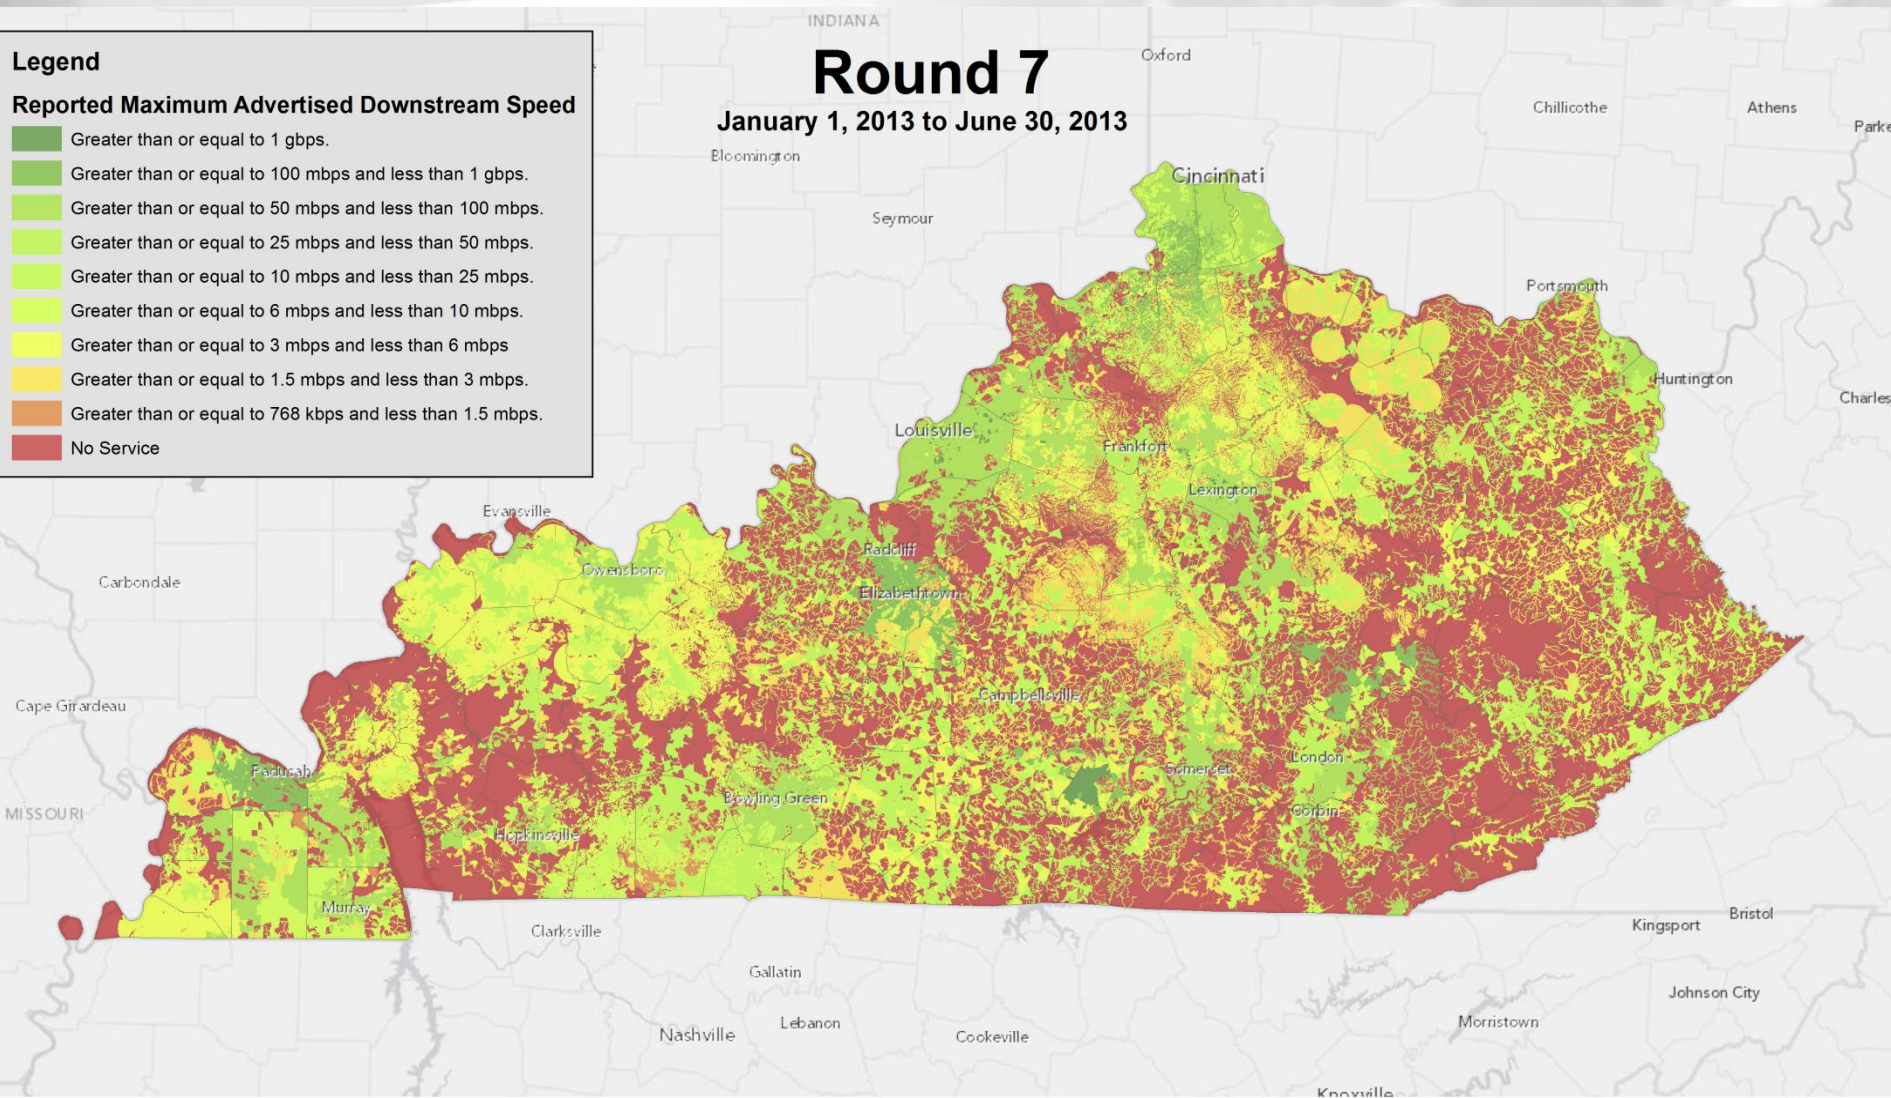 INDIANA
Round 7
January 1, 2013 to June 30, 2013
Legend
Reported Maximum Advertised Downstream Speed
Greater than or equal to 1 gbps.
Greater than or equal to 100 mbps and less than 1 gbps.
Greater than or equal to 50 mbps and less than 100 mbps.
Greater than or equal to 25 mbps and less than 50 mbps.
Greater than or equal to 10 mbps and less than 25 mbps.
Greater than or equal to 6 mbps and less than 10 mbps.
Greater than or equal to 3 mbps and less than 6 mbps
Greater than or equal to 1.5 mbps and less than 3 mbps.
Greater than or equal to 768 kbps and less than 1.5 mbps.
No Service
Oxford
Chillicothe
Athens
Parke
Bloomington
Cincinnati
Seymour
Portsmouth
Huntington
Charles
Louisville
Frankfort
Lexington
Evansville
Radcliff
Owensboro
Carbondale
Elizabethtown
Campbellsville
Cape Girardeau
Paducah
London
Somerset
Bowling Green
MISSOURI
Corbin
Hopkinsville
Murray
Bristol
Kingsport
Clarksville
Gallatin
Johnson City
Lebanon
Morristown
Nashville
Cookeville
Knoxville